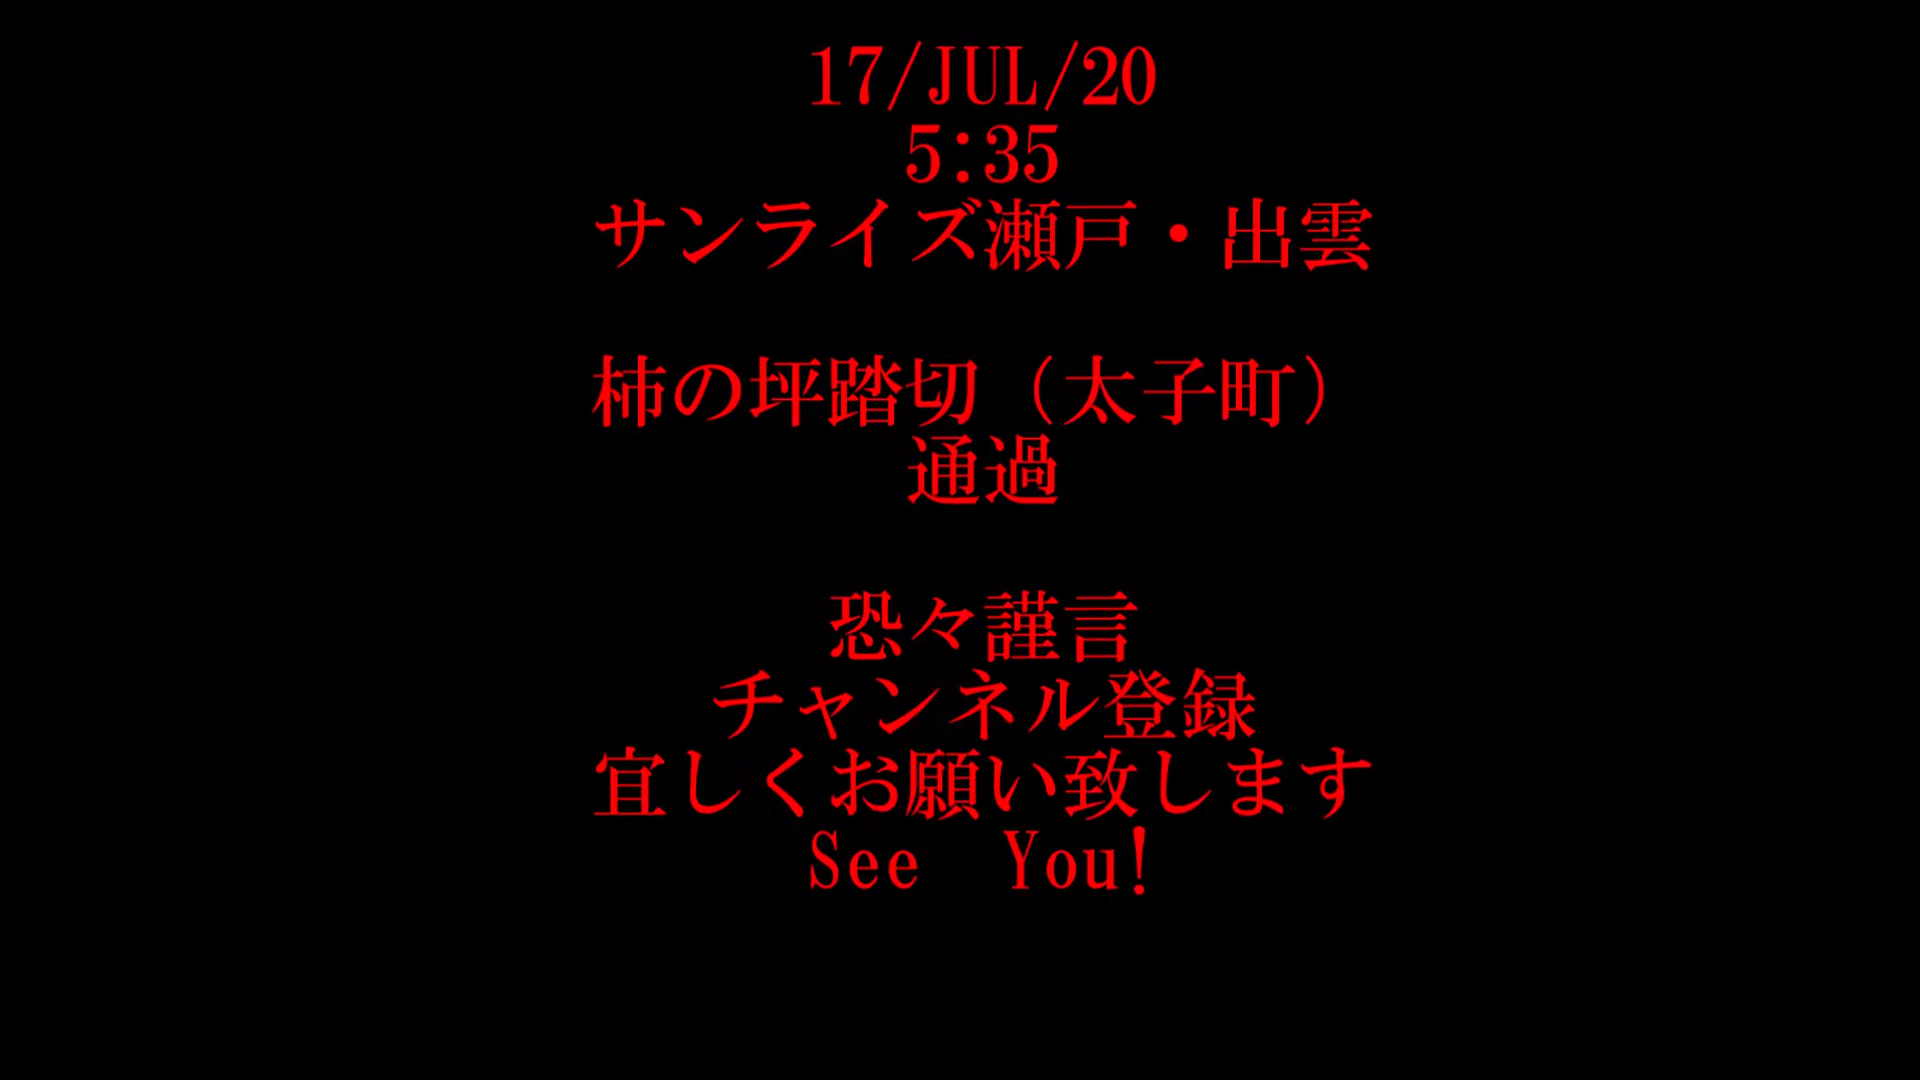 17/JUL/20
5:35
サンライズ瀬戸・出雲
柿の坪踏切（太子町）
通過
恐々謹言
チャンネル登録
宜しくお願い致します
See　You!